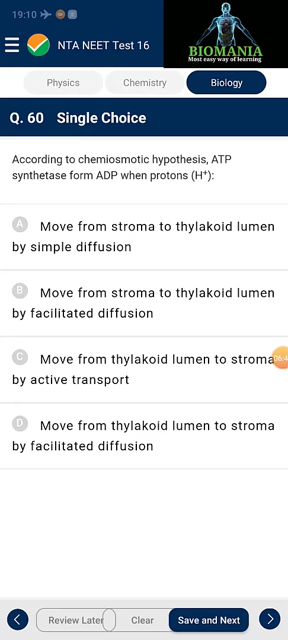 19:10
NTA NEET Test 16
BIOMANIA
Most easy way of learning
Physics
Chemistry
Biology
Q. 60 Single Choice
According to chemiosmotic hypothesis, ATP
synthetase form ADP when protons (H⁺):
A Move from stroma to thylakoid lumen
by simple diffusion
B Move from stroma to thylakoid lumen
by facilitated diffusion
C Move from thylakoid lumen to stroma
by active transport
D Move from thylakoid lumen to stroma
by facilitated diffusion
Review Later
Clear
Save and Next